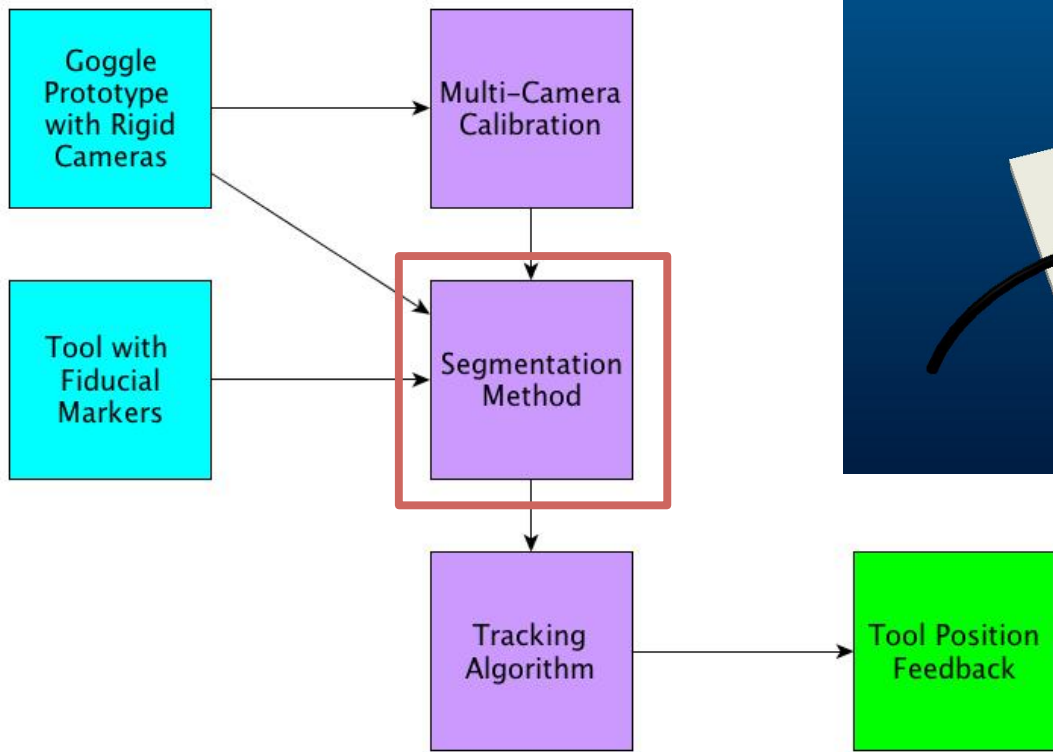 Goggle
Prototype
with Rigid
Cameras
Multi-Camera
Calibration
Tool with
Fiducial
Markers
Segmentation
Method
Tracking
Algorithm
Tool Position
Feedback